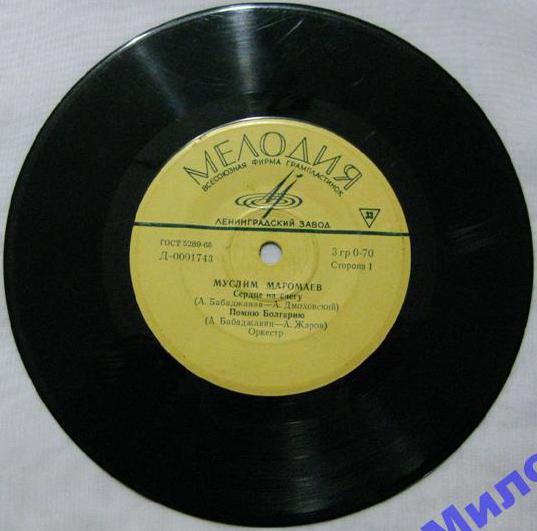 МЕЛОДИЯ
ВСЕСОЮЗНАЯ ФИРМА ГРАМПЛАСТИНОК
ЛЕНИНГРАДСКИЙ ЗАВОД
33
ГОСТ 5289-68
3 гр 0-70
Д-0001743
Сторона 1
МУСЛИМ МАГОМАЕВ
Сердце на снегу
(А. Бабаджанян—А. Дмоховский)
Помню Болгарию
(А. Бабаджанян—А. Жаров)
Оркестр
Мило